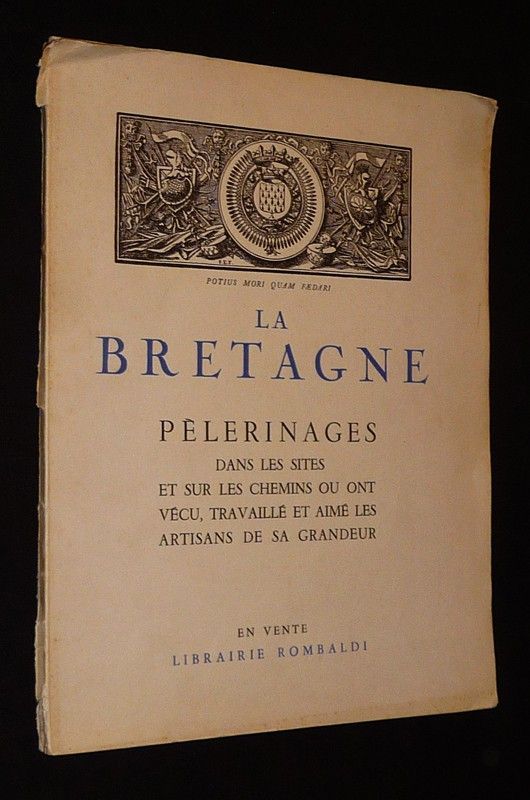 F.E.F.
POTIUS MORI QUAM FÆDARI
LA
BRETAGNE
PÈLERINAGES
DANS LES SITES
ET SUR LES CHEMINS OU ONT
VÉCU, TRAVAILLÉ ET AIMÉ LES
ARTISANS DE SA GRANDEUR
EN VENTE
LIBRAIRIE ROMBALDI